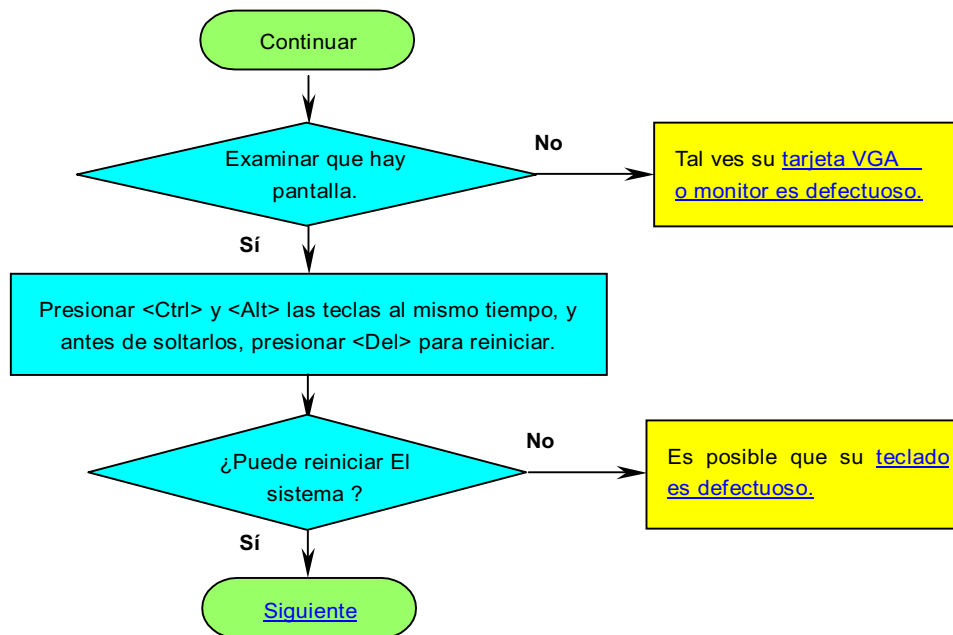 Continuar
Examinar que hay
pantalla.
No
Tal ves su tarjeta VGA
o monitor es defectuoso.
Sí
Presionar <Ctrl> y <Alt> las teclas al mismo tiempo, y
antes de soltarlos, presionar <Del> para reiniciar.
¿Puede reiniciar El
sistema ?
No
Es posible que su teclado
es defectuoso.
Sí
Siguiente